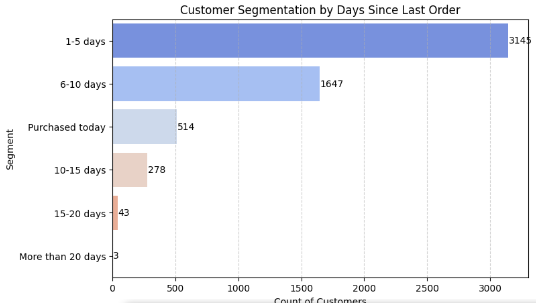 Customer Segmentation by Days Since Last Order
1-5 days
3145
6-10 days
1647
Purchased today
514
10-15 days
278
15-20 days
43
More than 20 days
3
Segment
0
500
1000
1500
2000
2500
3000
Count of Customers